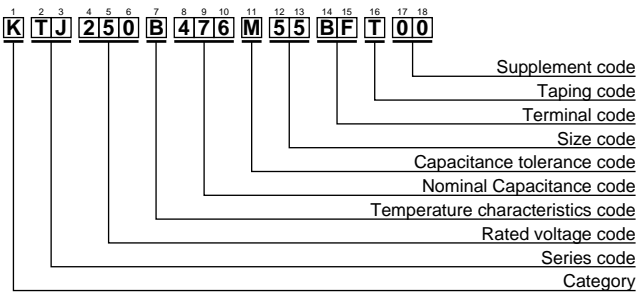 1 2 3 4 5 6 7 8 9 10 11 12 13 14 15 16 17 18
K T J 2 5 0 B 4 7 6 M 5 5 B F T 0 0
Supplement code
Taping code
Terminal code
Size code
Capacitance tolerance code
Nominal Capacitance code
Temperature characteristics code
Rated voltage code
Series code
Category